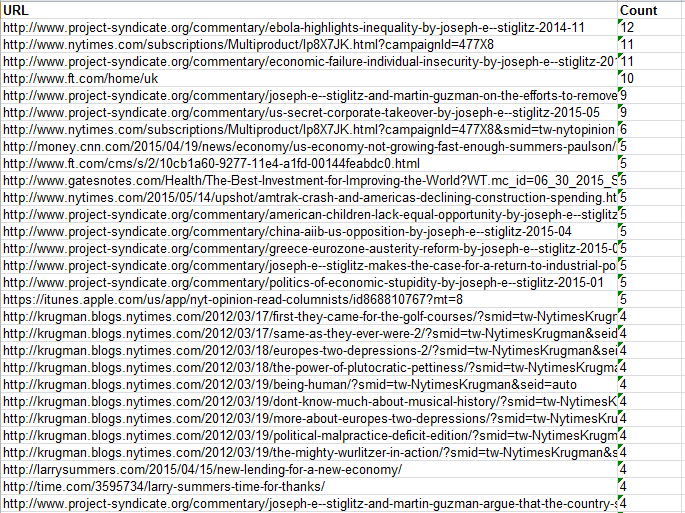 URL Count
http://www.project-syndicate.org/commentary/ebola-highlights-inequality-by-joseph-e--stiglitz-2014-11 12
http://www.nytimes.com/subscriptions/Multiproduct/lp8X7JK.html?campaignId=477X8 11
http://www.project-syndicate.org/commentary/economic-failure-individual-insecurity-by-joseph-e--stiglitz-201 11
http://www.ft.com/home/uk 10
http://www.project-syndicate.org/commentary/joseph-e--stiglitz-and-martin-guzman-on-the-efforts-to-remove 9
http://www.project-syndicate.org/commentary/us-secret-corporate-takeover-by-joseph-e--stiglitz-2015-05 9
http://www.nytimes.com/subscriptions/Multiproduct/lp8X7JK.html?campaignId=477X8&smid=tw-nytopinion 6
http://money.cnn.com/2015/04/19/news/economy/us-economy-not-growing-fast-enough-summers-paulson/ 5
http://www.ft.com/cms/s/2/10cb1a60-9277-11e4-a1fd-00144feabdc0.html 5
http://www.gatesnotes.com/Health/The-Best-Investment-for-Improving-the-World?WT.mc_id=06_30_2015_S 5
http://www.nytimes.com/2015/05/14/upshot/amtrak-crash-and-americas-declining-construction-spending.ht 5
http://www.project-syndicate.org/commentary/american-children-lack-equal-opportunity-by-joseph-e--stiglitz 5
http://www.project-syndicate.org/commentary/china-aiib-us-opposition-by-joseph-e--stiglitz-2015-04 5
http://www.project-syndicate.org/commentary/greece-eurozone-austerity-reform-by-joseph-e--stiglitz-2015-0 5
http://www.project-syndicate.org/commentary/joseph-e--stiglitz-makes-the-case-for-a-return-to-industrial-po 5
http://www.project-syndicate.org/commentary/politics-of-economic-stupidity-by-joseph-e--stiglitz-2015-01 5
https://itunes.apple.com/us/app/nyt-opinion-read-columnists/id868810767?mt=8 5
http://krugman.blogs.nytimes.com/2012/03/17/first-they-came-for-the-golf-courses/?smid=tw-NytimesKrugr 4
http://krugman.blogs.nytimes.com/2012/03/17/same-as-they-ever-were-2/?smid=tw-NytimesKrugman&seid 4
http://krugman.blogs.nytimes.com/2012/03/18/europes-two-depressions-2/?smid=tw-NytimesKrugman&sei 4
http://krugman.blogs.nytimes.com/2012/03/18/the-power-of-plutocratic-pettiness/?smid=tw-NytimesKrugma 4
http://krugman.blogs.nytimes.com/2012/03/19/being-human/?smid=tw-NytimesKrugman&seid=auto 4
http://krugman.blogs.nytimes.com/2012/03/19/dont-know-much-about-musical-history/?smid=tw-NytimesK 4
http://krugman.blogs.nytimes.com/2012/03/19/more-about-europes-two-depressions/?smid=tw-NytimesKru 4
http://krugman.blogs.nytimes.com/2012/03/19/political-malpractice-deficit-edition/?smid=tw-NytimesKrugm 4
http://krugman.blogs.nytimes.com/2012/03/19/the-mighty-wurlitzer-in-action/?smid=tw-NytimesKrugman&s 4
http://larrysummers.com/2015/04/15/new-lending-for-a-new-economy/ 4
http://time.com/3595734/larry-summers-time-for-thanks/ 4
http://www.project-syndicate.org/commentary/joseph-e--stiglitz-and-martin-guzman-argue-that-the-country-s 4